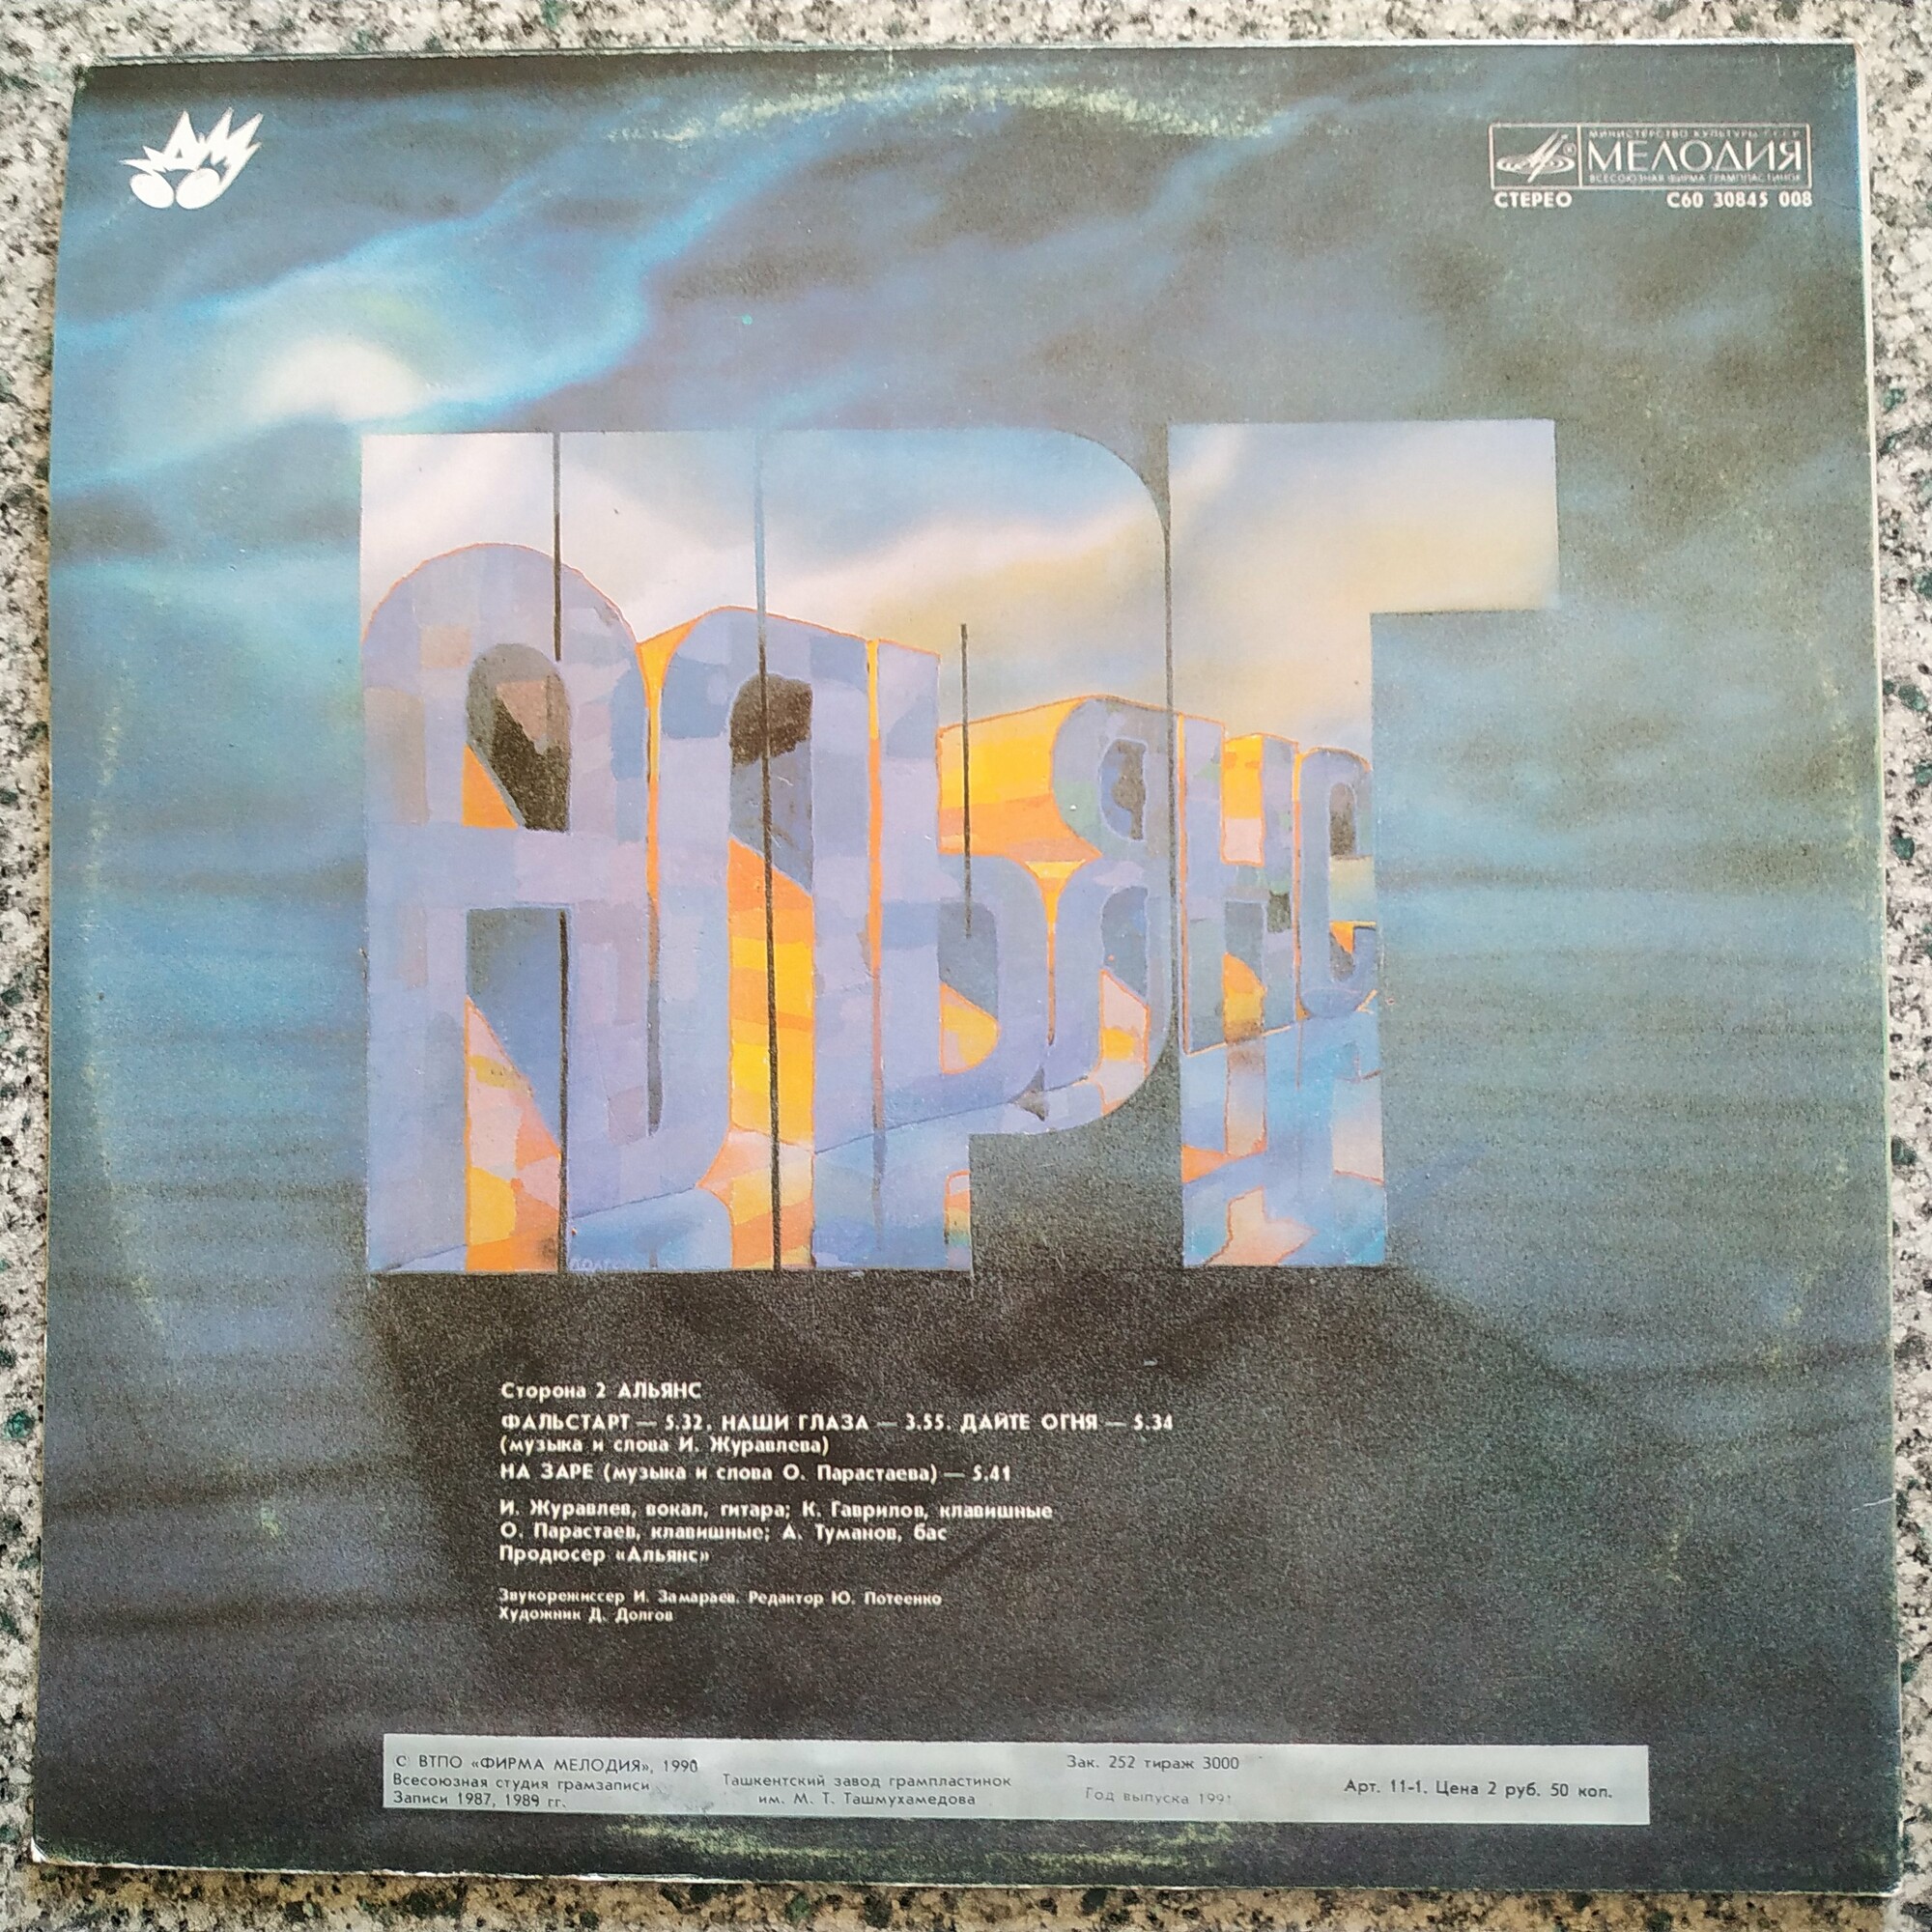 МИНИСТЕРСТВО КУЛЬТУРЫ СССР
МЕЛОДИЯ
ВСЕСОЮЗНАЯ ФИРМА ГРАМПЛАСТИНОК
СТЕРЕО С60 30845 008
АЛЬЯНС
Сторона 2 АЛЬЯНС
ФАЛЬСТАРТ — 5.32, НАШИ ГЛАЗА — 3.55. ДАЙТЕ ОГНЯ — 5.34
(музыка и слова И. Журавлева)
НА ЗАРЕ (музыка и слова О. Парастаева) — 5.41
И. Журавлев, вокал, гитара; К. Гаврилов, клавишные
О. Парастаев, клавишные; А. Туманов, бас
Продюсер «Альянс»
Звукорежиссер И. Замараев. Редактор Ю. Потеенко
Художник Д. Долгов
С ВТПО «ФИРМА МЕЛОДИЯ», 1990
Всесоюзная студия грамзаписи
Записи 1987, 1989 гг.
Ташкентский завод грампластинок
им. М. Т. Ташмухамедова
Зак. 252 тираж 3000
Год выпуска 1991
Арт. 11-1. Цена 2 руб. 50 коп.